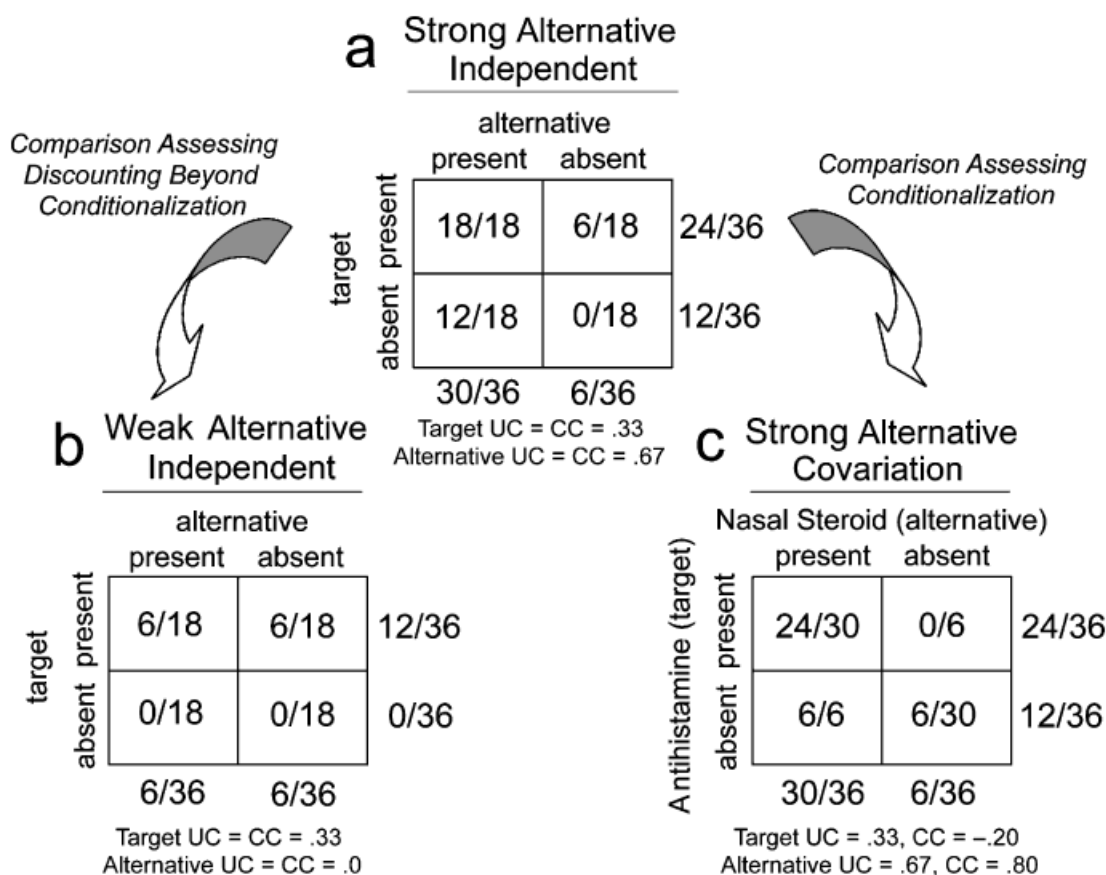 a
Strong Alternative
Independent
Comparison Assessing
Discounting Beyond
Conditionalization
Comparison Assessing
Conditionalization
alternative
present absent
target
present 18/18 6/18 24/36
absent 12/18 0/18 12/36
30/36 6/36
Target UC = CC = .33
Alternative UC = CC = .67
b
Weak Alternative
Independent
alternative
present absent
target
present 6/18 6/18 12/36
absent 0/18 0/18 0/36
6/36 6/36
Target UC = CC = .33
Alternative UC = CC = .0
c
Strong Alternative
Covariation
Nasal Steroid (alternative)
present absent
Antihistamine (target)
present 24/30 0/6 24/36
absent 6/6 6/30 12/36
30/36 6/36
Target UC = .33, CC = –.20
Alternative UC = .67, CC = .80